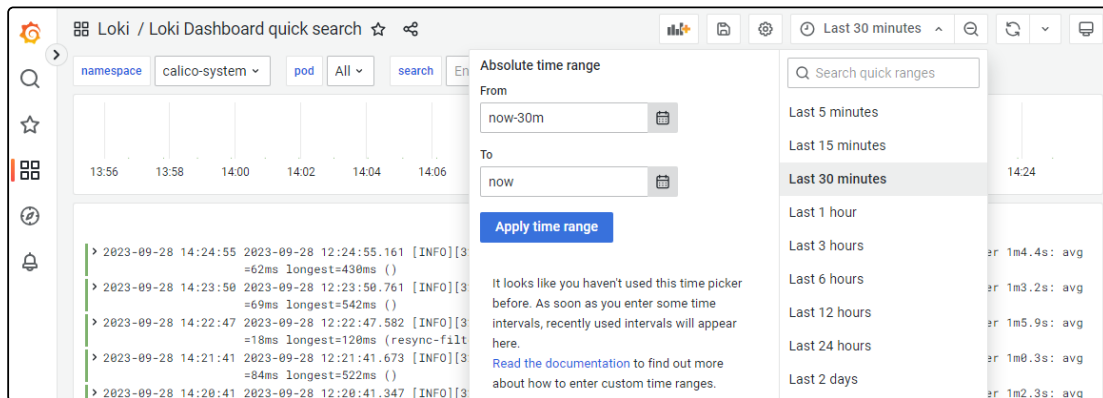 Loki / Loki Dashboard quick search
Last 30 minutes
namespace calico-system pod All search En
Absolute time range
From
now-30m
To
now
Apply time range
It looks like you haven't used this time picker
before. As soon as you enter some time
intervals, recently used intervals will appear
here.
Read the documentation to find out more
about how to enter custom time ranges.
Search quick ranges
Last 5 minutes
Last 15 minutes
Last 30 minutes
Last 1 hour
Last 3 hours
Last 6 hours
Last 12 hours
Last 24 hours
Last 2 days
13:56 13:58 14:00 14:02 14:04 14:06 14:24
2023-09-28 14:24:55 2023-09-28 12:24:55.161 [INFO][3 er 1m4.4s: avg
=62ms longest=430ms ()
2023-09-28 14:23:50 2023-09-28 12:23:50.761 [INFO][3 er 1m3.2s: avg
=69ms longest=542ms ()
2023-09-28 14:22:47 2023-09-28 12:22:47.582 [INFO][3 er 1m5.9s: avg
=18ms longest=120ms (resync-filt
2023-09-28 14:21:41 2023-09-28 12:21:41.673 [INFO][3 er 1m0.3s: avg
=84ms longest=522ms ()
2023-09-28 14:20:41 2023-09-28 12:20:41.347 [INFO][3 er 1m2.3s: avg